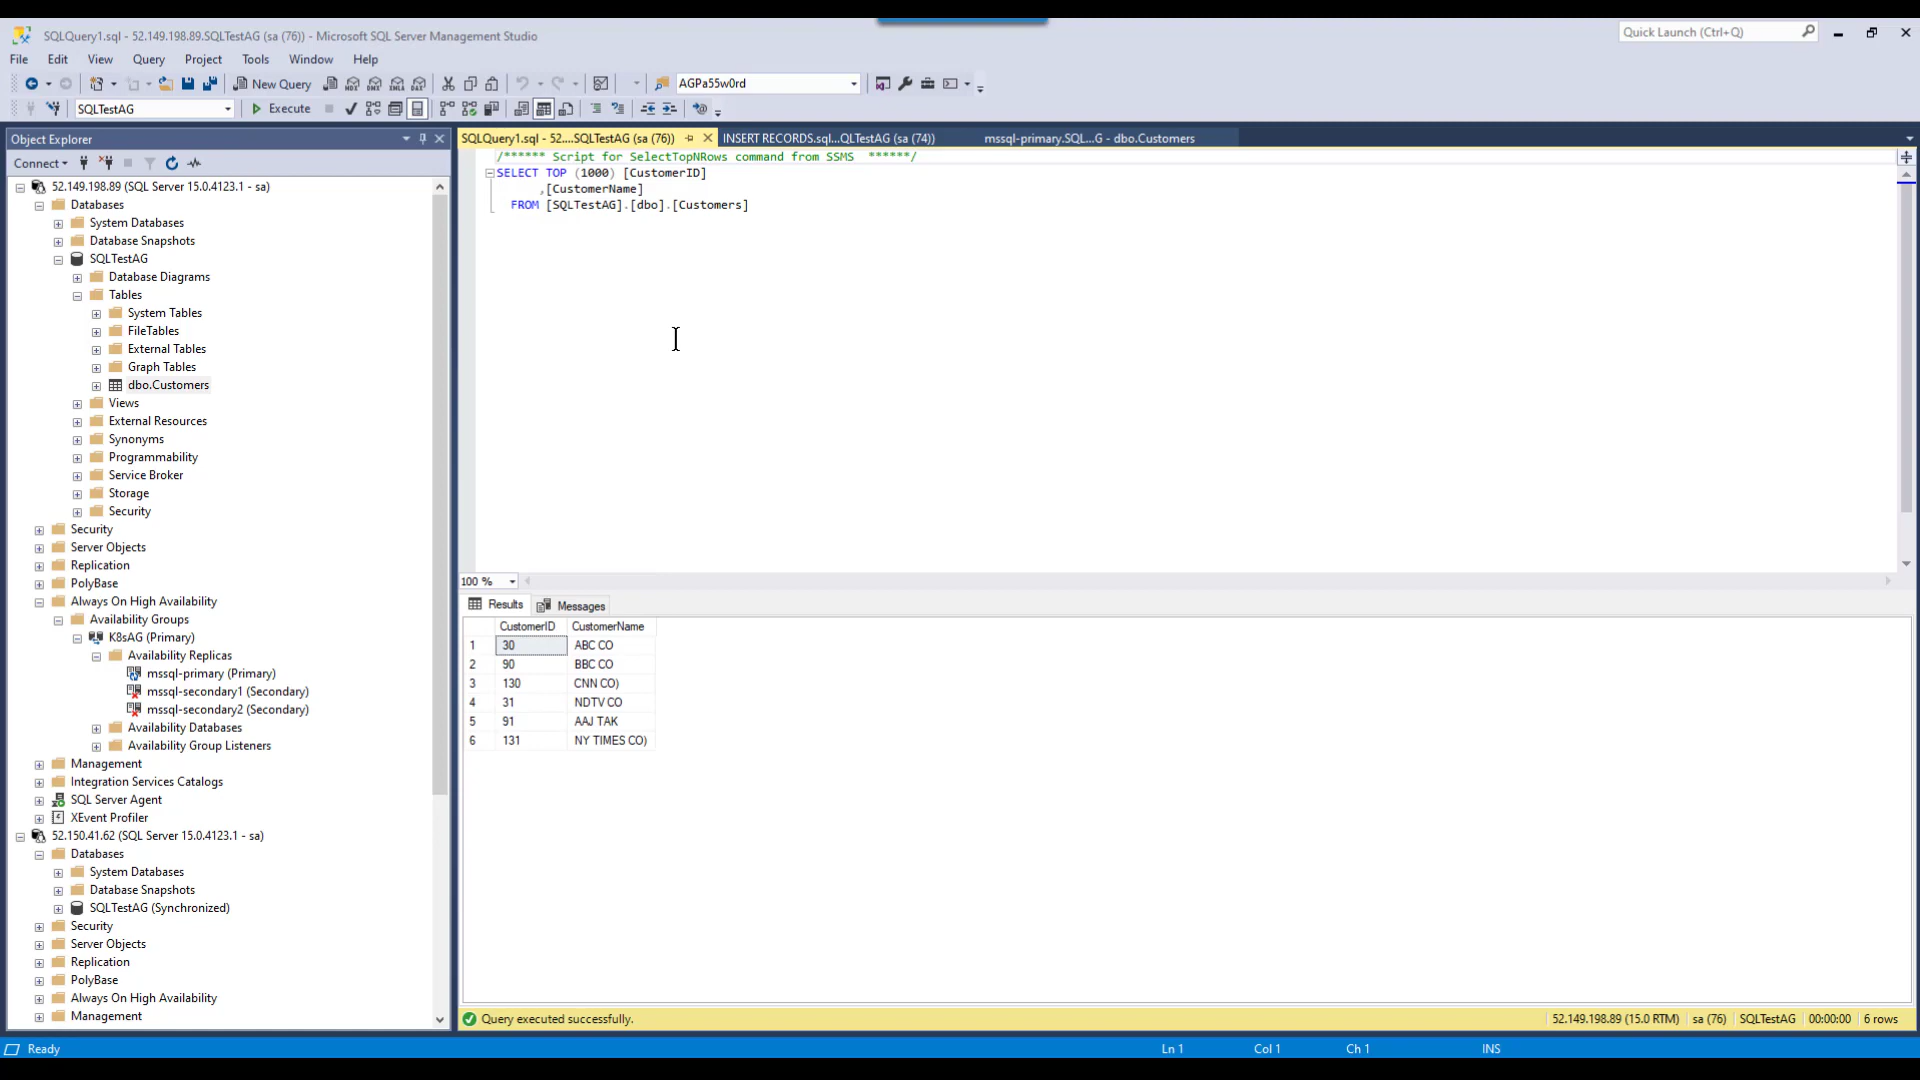 SQLQuery1.sql - 52.149.198.89.SQLTestAG (sa (76)) - Microsoft SQL Server Management Studio
Quick Launch (Ctrl+Q)
File Edit View Query Project Tools Window Help
New Query
AGPa55w0rd
SQLTestAG
Execute
Object Explorer
SQLQuery1.sql - 52....SQLTestAG (sa (76))
INSERT RECORDS.sql...QLTestAG (sa (74))
mssql-primary.SQL...G - dbo.Customers
Connect
52.149.198.89 (SQL Server 15.0.4123.1 - sa)
Databases
System Databases
Database Snapshots
SQLTestAG
Database Diagrams
Tables
System Tables
FileTables
External Tables
Graph Tables
dbo.Customers
Views
External Resources
Synonyms
Programmability
Service Broker
Storage
Security
Security
Server Objects
Replication
PolyBase
Always On High Availability
Availability Groups
K8sAG (Primary)
Availability Replicas
mssql-primary (Primary)
mssql-secondary1 (Secondary)
mssql-secondary2 (Secondary)
Availability Databases
Availability Group Listeners
Management
Integration Services Catalogs
SQL Server Agent
XEvent Profiler
52.150.41.62 (SQL Server 15.0.4123.1 - sa)
Databases
System Databases
Database Snapshots
SQLTestAG (Synchronized)
Security
Server Objects
Replication
PolyBase
Always On High Availability
Management
/****** Script for SelectTopNRows command from SSMS ******/
SELECT TOP (1000) [CustomerID]
,[CustomerName]
FROM [SQLTestAG].[dbo].[Customers]
100 %
Results
Messages
CustomerID CustomerName
1 30 ABC CO
2 90 BBC CO
3 130 CNN CO)
4 31 NDTV CO
5 91 AAJ TAK
6 131 NY TIMES CO)
Query executed successfully.
52.149.198.89 (15.0 RTM) sa (76) SQLTestAG 00:00:00 6 rows
Ready
Ln 1 Col 1 Ch 1 INS